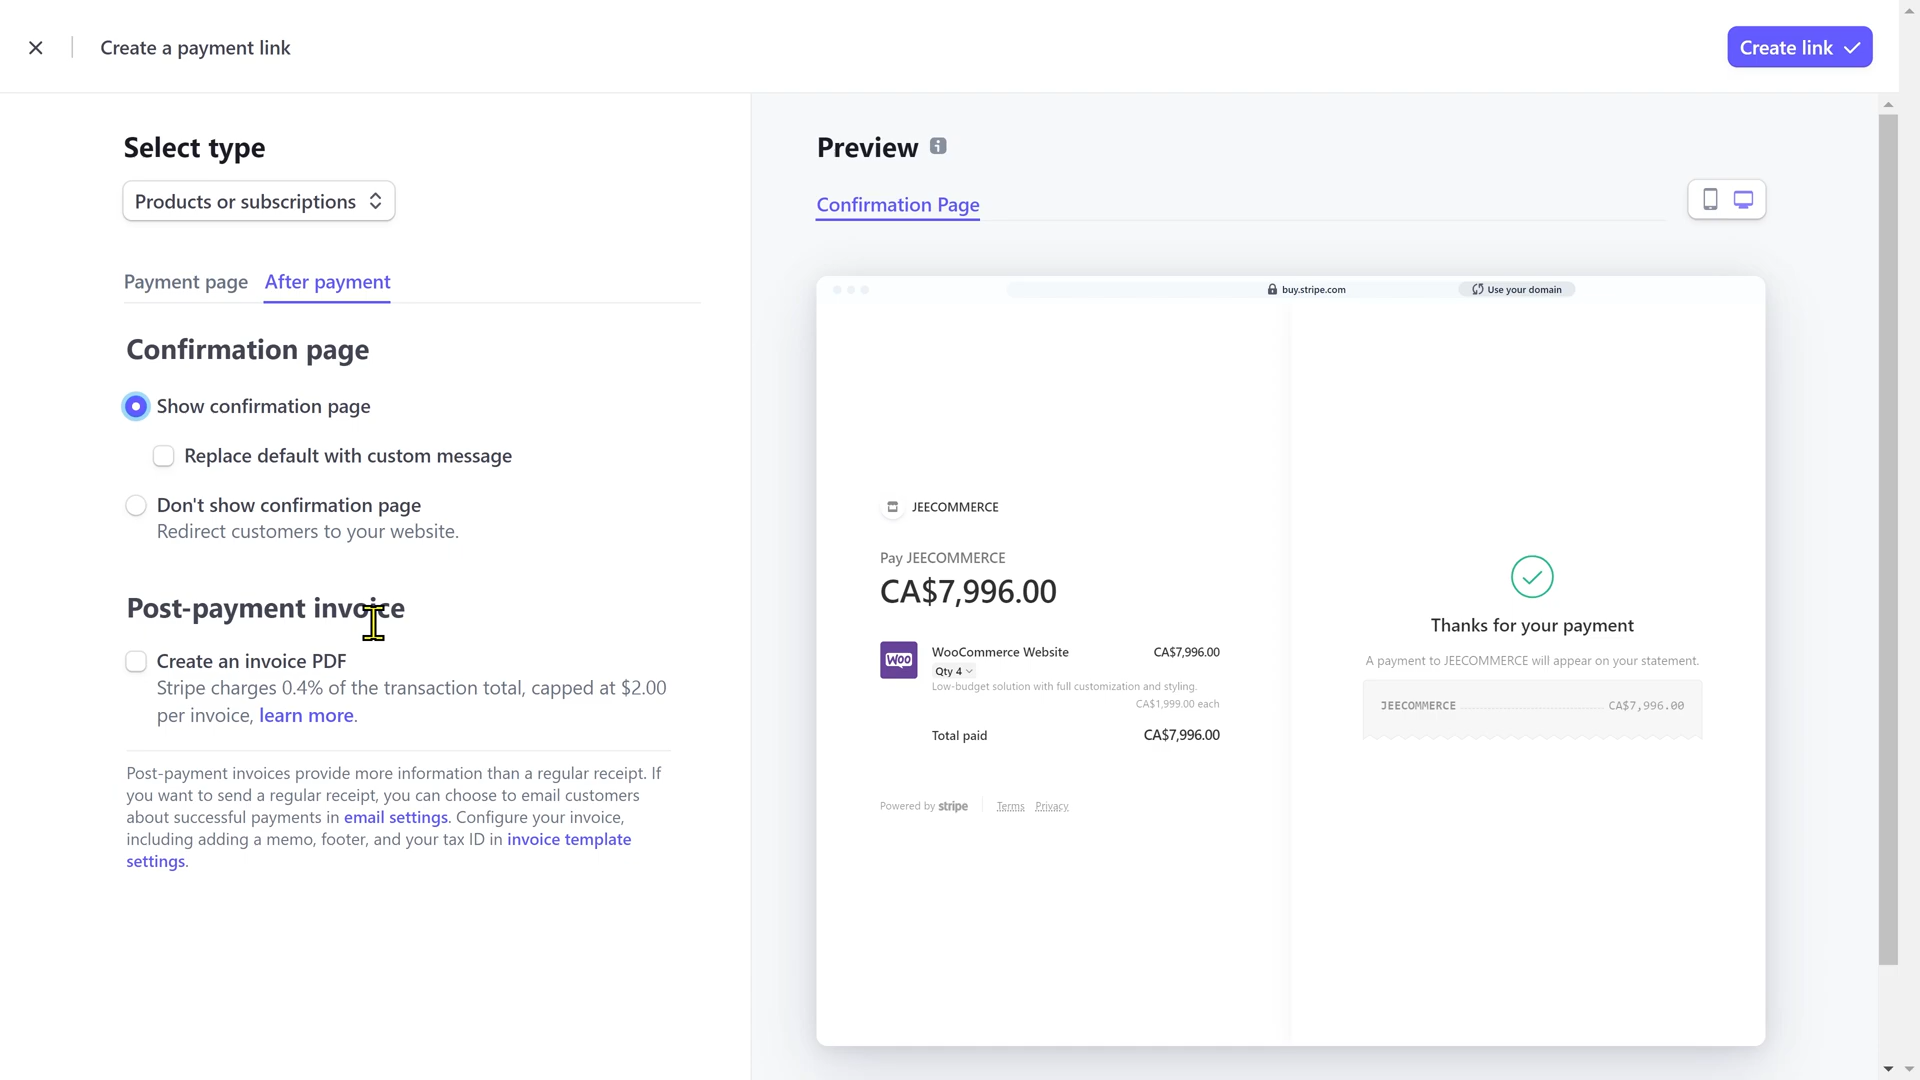 Create a payment link
Create link
Select type
Products or subscriptions
Payment page
After payment
Confirmation page
Show confirmation page
Replace default with custom message
Don't show confirmation page
Redirect customers to your website.
Post-payment invoice
Create an invoice PDF
Stripe charges 0.4% of the transaction total, capped at $2.00
per invoice, learn more.
Post-payment invoices provide more information than a regular receipt. If
you want to send a regular receipt, you can choose to email customers
about successful payments in email settings. Configure your invoice,
including adding a memo, footer, and your tax ID in invoice template
settings.
Preview
Confirmation Page
buy.stripe.com
Use your domain
JEECOMMERCE
Pay JEECOMMERCE
CA$7,996.00
woo
WooCommerce Website CA$7,996.00
Qty 4
Low-budget solution with full customization and styling.
CA$1,999.00 each
Total paid CA$7,996.00
Powered by stripe
Terms Privacy
Thanks for your payment
A payment to JEECOMMERCE will appear on your statement.
JEECOMMERCE CA$7,996.00